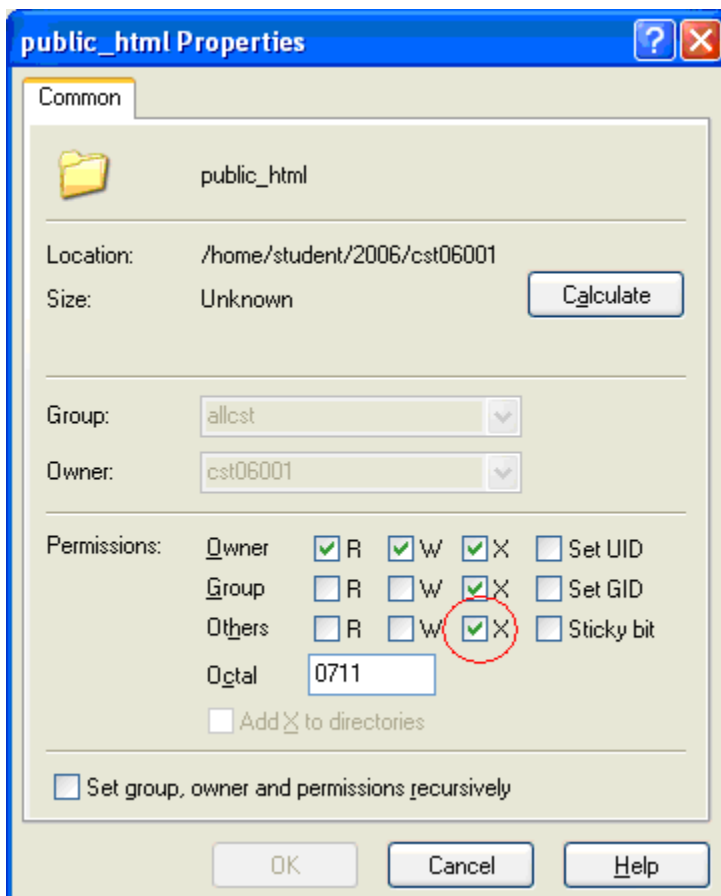 public_html Properties
Common
public_html
Location: /home/student/2006/cst06001
Size: Unknown Calculate
Group: allcst
Owner: cst06001
Permissions: Owner R W X Set UID
Group R W X Set GID
Others R W X Sticky bit
Octal 0711
Add X to directories
Set group, owner and permissions recursively
OK Cancel Help